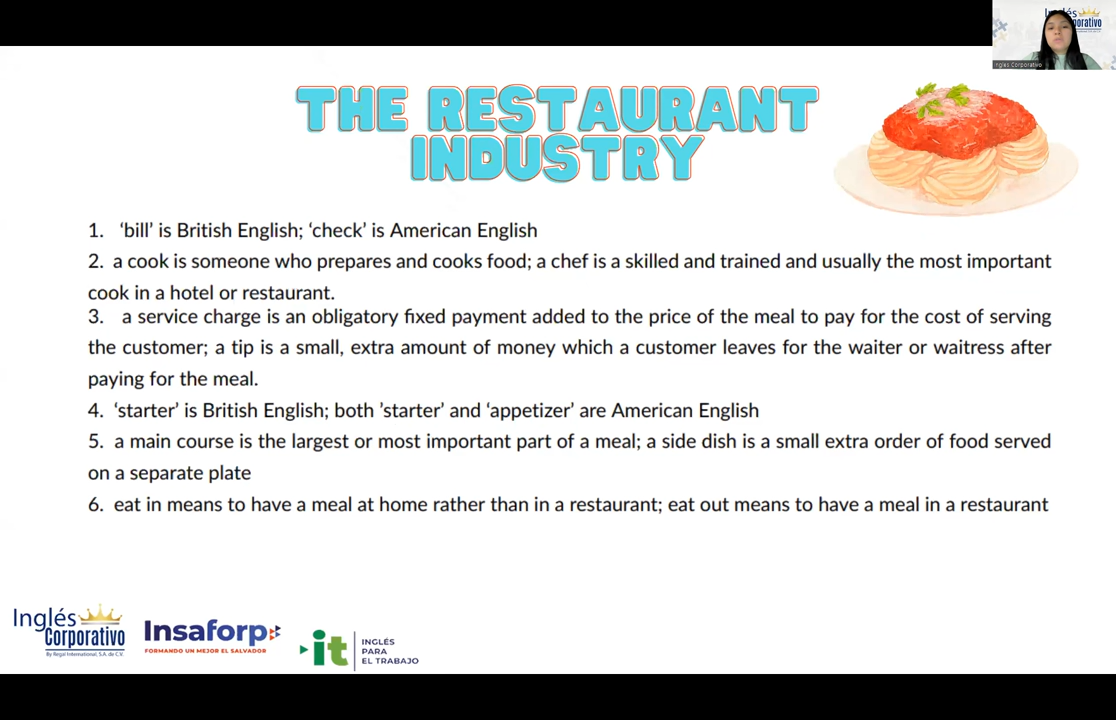 Inglés
Corporativo
Inglés Corporativo
THE RESTAURANT
INDUSTRY
1. ‘bill’ is British English; ‘check’ is American English
2. a cook is someone who prepares and cooks food; a chef is a skilled and trained and usually the most important
cook in a hotel or restaurant.
3. a service charge is an obligatory fixed payment added to the price of the meal to pay for the cost of serving
the customer; a tip is a small, extra amount of money which a customer leaves for the waiter or waitress after
paying for the meal.
4. ‘starter’ is British English; both ’starter’ and ‘appetizer’ are American English
5. a main course is the largest or most important part of a meal; a side dish is a small extra order of food served
on a separate plate
6. eat in means to have a meal at home rather than in a restaurant; eat out means to have a meal in a restaurant
Inglés
Corporativo
By Regal International, S.A. de C.V.
Insaforp
FORMANDO UN MEJOR EL SALVADOR
it
INGLÉS
PARA
EL TRABAJO